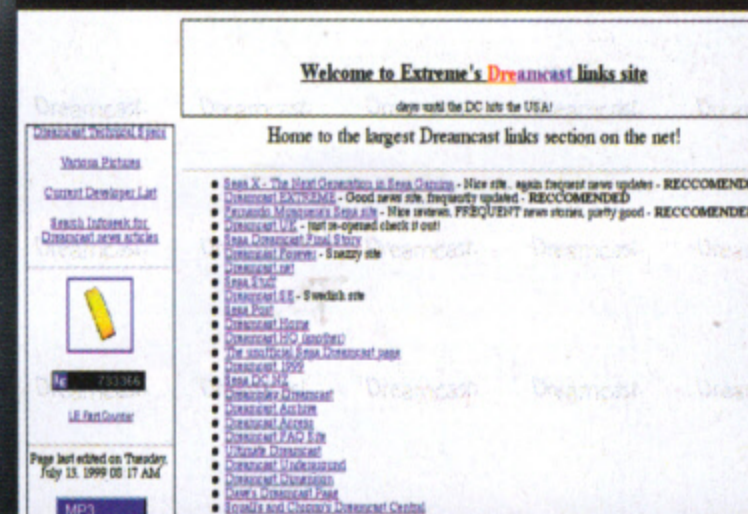 Welcome to Extreme's Dreamcast links site
days until the DC hits the USA!
Home to the largest Dreamcast links section on the net!
Dreamcast Technical Specs
Various Pictures
Current Developer List
Search Infoseek for
Dreamcast news articles
733366
LE FastCounter
Page last edited on Tuesday,
July 13, 1999 08:17 AM
MP3
Sega X - The Next Generation in Sega Gaming - Nice site.. again frequent news updates - RECCOMEND
Dreamcast EXTREME - Good news site, frequently updated - RECCOMENDED
Fernando Mosquera's Sega site - Nice reviews, FREQUENT news stories, pretty good - RECCOMENDE
Dreamcast UK - just re-opened check it out!
Sega Dreamcast Final Story
Dreamcast Forever - Snazzy site
Dreamcast.net
Sega Stuff
Dreamcast SE - Swedish site
Sega Post
Dreamcast Home
Dreamcast HQ (another)
The unofficial Sega Dreamcast page
Dreamcast 1999
Sega DC NY
Dreamplay Dreamcast
Dreamcast Archive
Dreamcast Access
Dreamcast FAQ Site
Ultimate Dreamcast
Dreamcast Underground
Dreamcast Dimension
Dave's Dreamcast Page
Squalls and Dreamcast Central